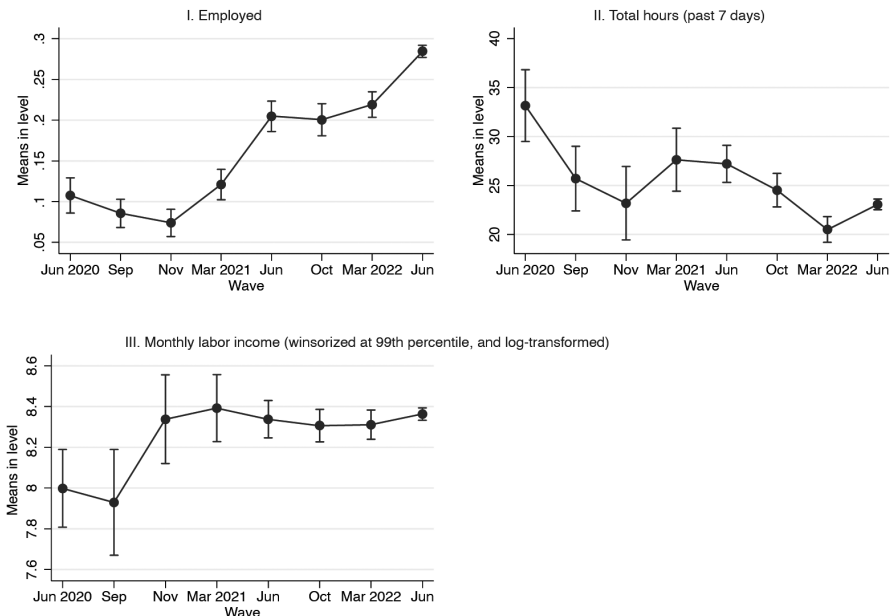 I. Employed
Means in level
.3
.25
.2
.15
.1
.05
Jun 2020 Sep Nov Mar 2021 Jun Oct Mar 2022 Jun
Wave
II. Total hours (past 7 days)
Means in level
40
35
30
25
20
Jun 2020 Sep Nov Mar 2021 Jun Oct Mar 2022 Jun
Wave
III. Monthly labor income (winsorized at 99th percentile, and log-transformed)
Means in level
8.6
8.4
8.2
8
7.8
7.6
Jun 2020 Sep Nov Mar 2021 Jun Oct Mar 2022 Jun
Wave